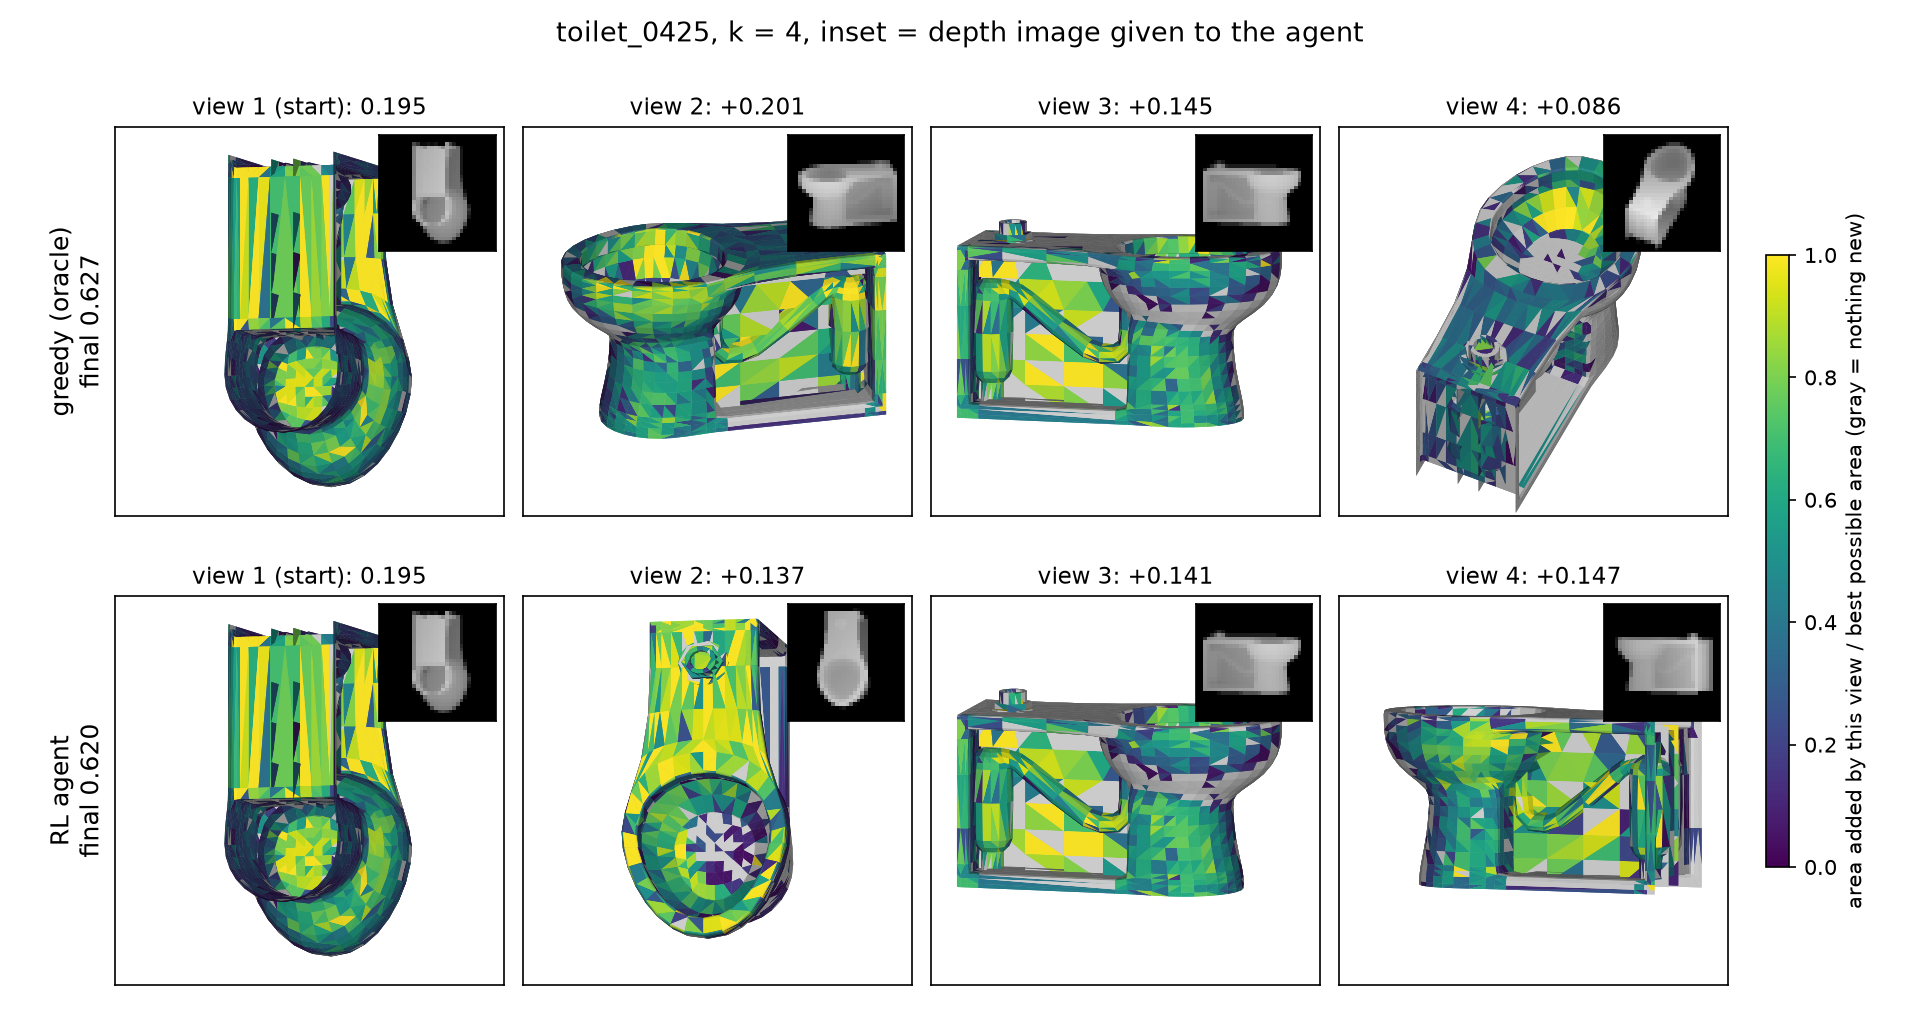 toilet_0425, k = 4, inset = depth image given to the agent
view 1 (start): 0.195
view 2: +0.201
view 3: +0.145
view 4: +0.086
greedy (oracle)
final 0.627
view 1 (start): 0.195
view 2: +0.137
view 3: +0.141
view 4: +0.147
RL agent
final 0.620
1.0
0.8
0.6
0.4
0.2
0.0
area added by this view / best possible area (gray = nothing new)